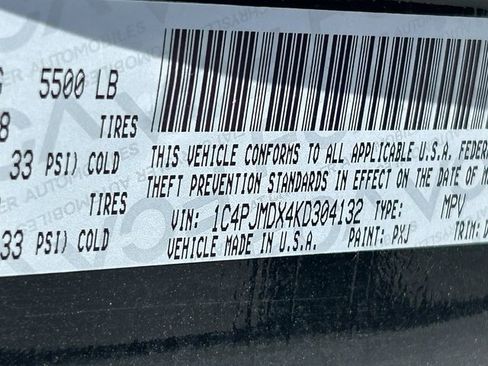 G 5500 LB
8 TIRES
33 PSI) COLD
TIRES
33 PSI) COLD
THIS VEHICLE CONFORMS TO ALL APPLICABLE U.S.A. FEDER
THEFT PREVENTION STANDARDS IN EFFECT ON THE DATE OF M
VIN: 1C4PJMDX4KD304132 TYPE: MPV
VEHICLE MADE IN U.S.A. PAINT: PXJ TRIM: D